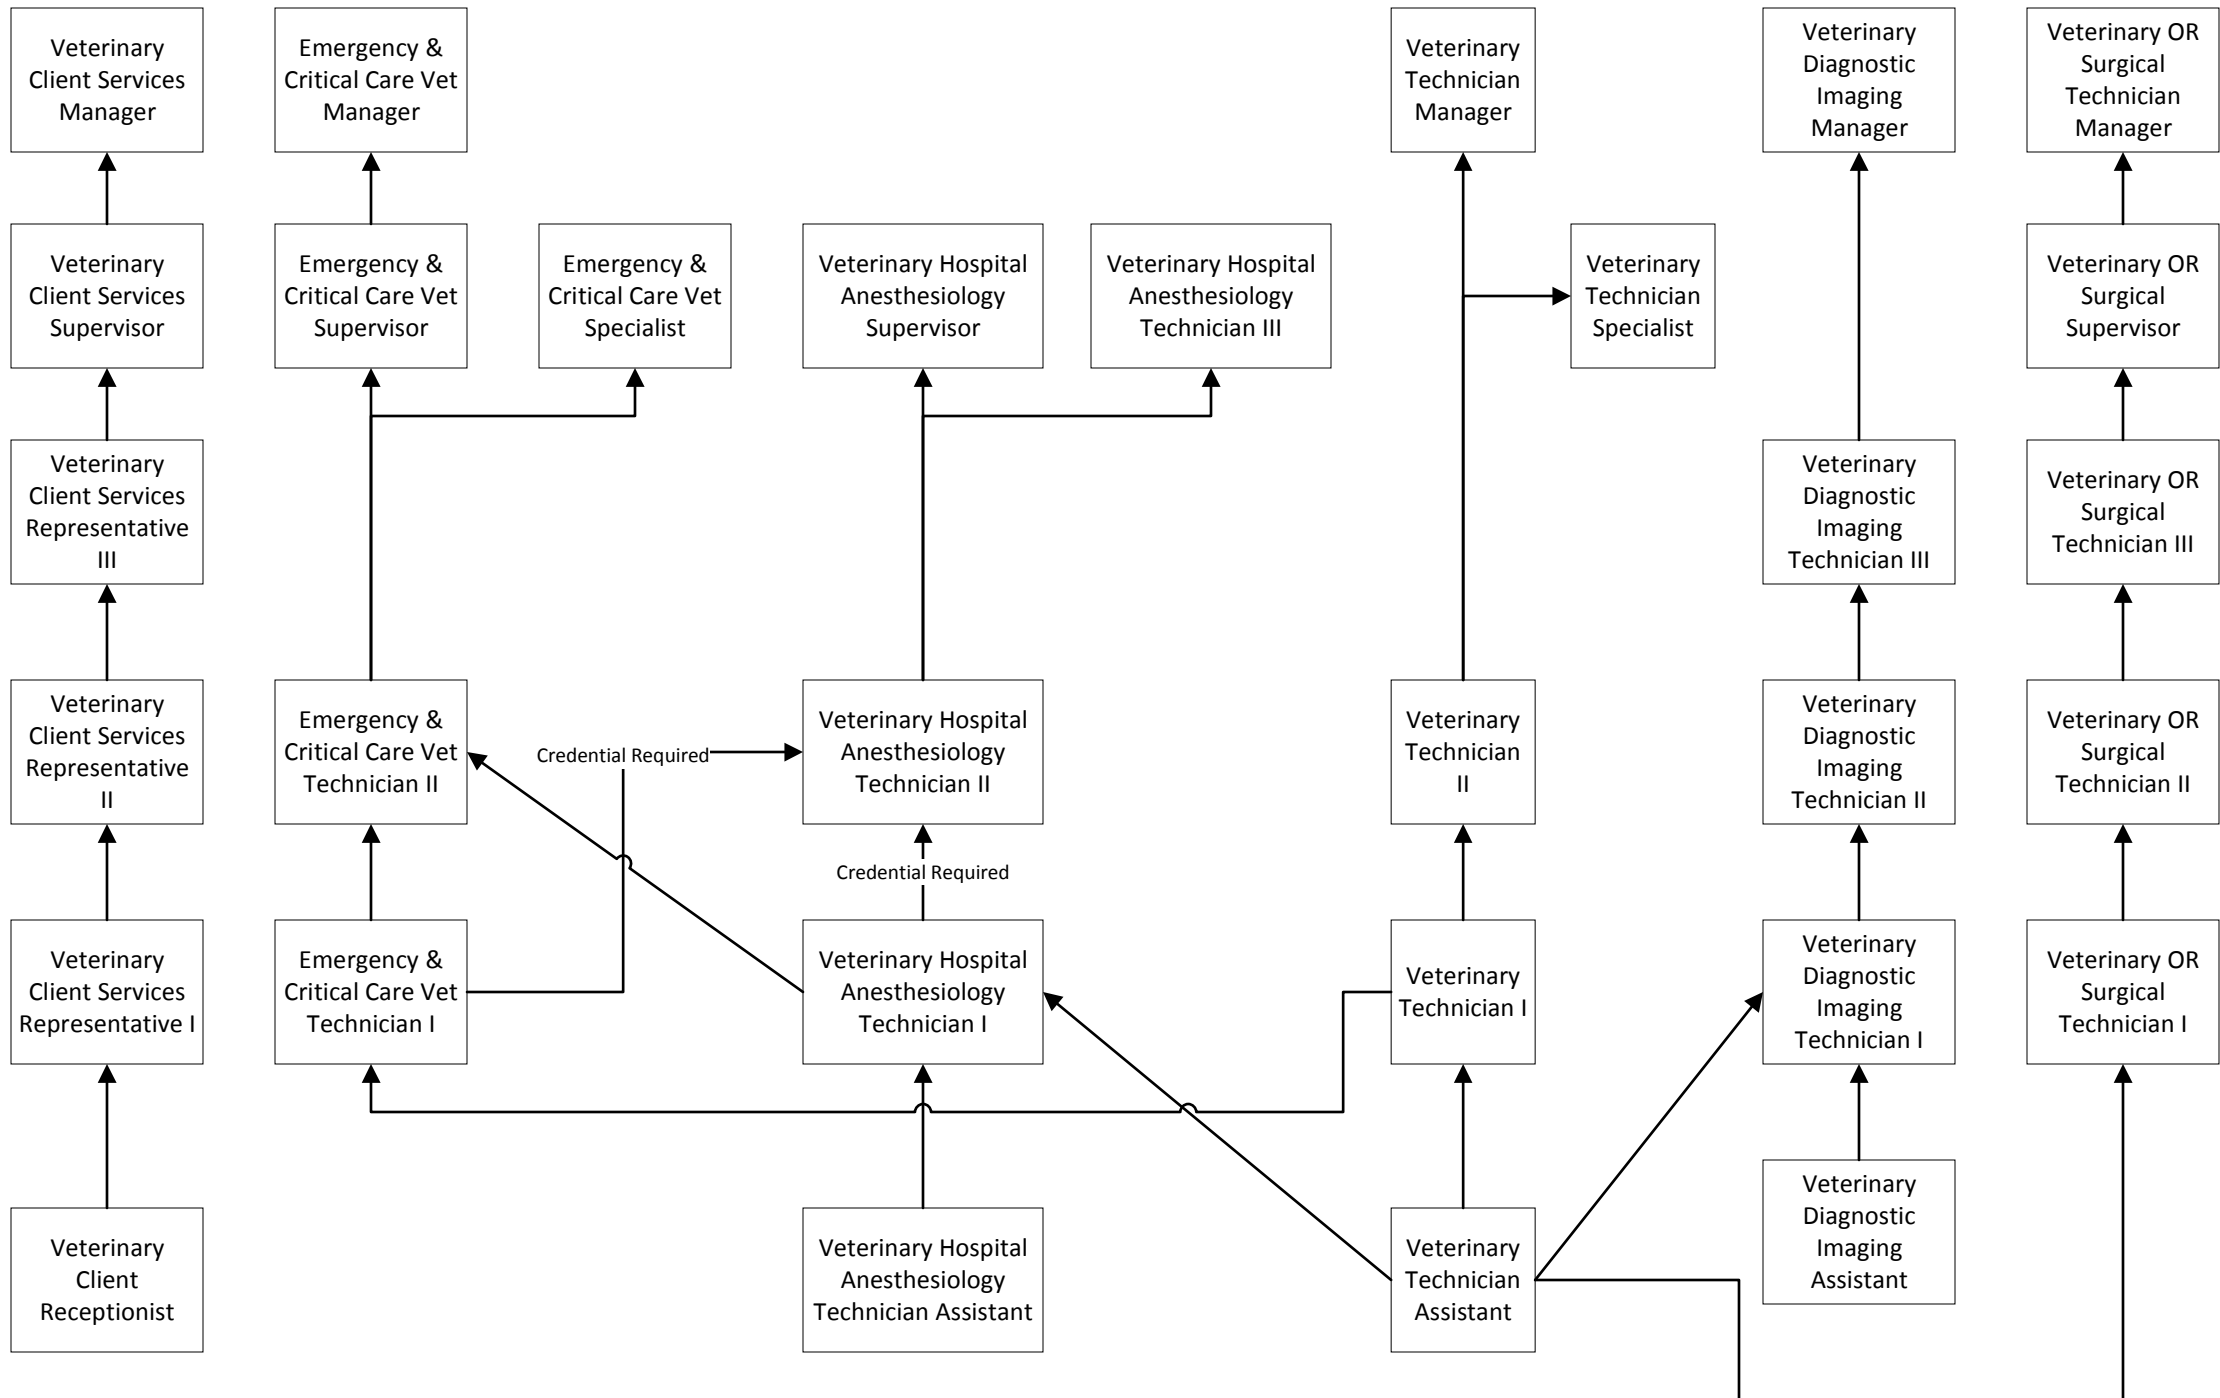 Veterinary
Client Services
Manager
Emergency &
Critical Care Vet
Manager
Veterinary
Technician
Manager
Veterinary
Diagnostic
Imaging
Manager
Veterinary OR
Surgical
Technician
Manager
Veterinary
Client Services
Supervisor
Emergency &
Critical Care Vet
Supervisor
Emergency &
Critical Care Vet
Specialist
Veterinary Hospital
Anesthesiology
Supervisor
Veterinary Hospital
Anesthesiology
Technician III
Veterinary
Technician
Specialist
Veterinary OR
Surgical
Supervisor
Veterinary
Client Services
Representative
III
Veterinary
Diagnostic
Imaging
Technician III
Veterinary OR
Surgical
Technician III
Veterinary
Client Services
Representative
II
Emergency &
Critical Care Vet
Technician II
Credential Required
Veterinary Hospital
Anesthesiology
Technician II
Veterinary
Technician
II
Veterinary
Diagnostic
Imaging
Technician II
Veterinary OR
Surgical
Technician II
Credential Required
Veterinary
Client Services
Representative I
Emergency &
Critical Care Vet
Technician I
Veterinary Hospital
Anesthesiology
Technician I
Veterinary
Technician I
Veterinary
Diagnostic
Imaging
Technician I
Veterinary OR
Surgical
Technician I
Veterinary
Client
Receptionist
Veterinary Hospital
Anesthesiology
Technician Assistant
Veterinary
Technician
Assistant
Veterinary
Diagnostic
Imaging
Assistant